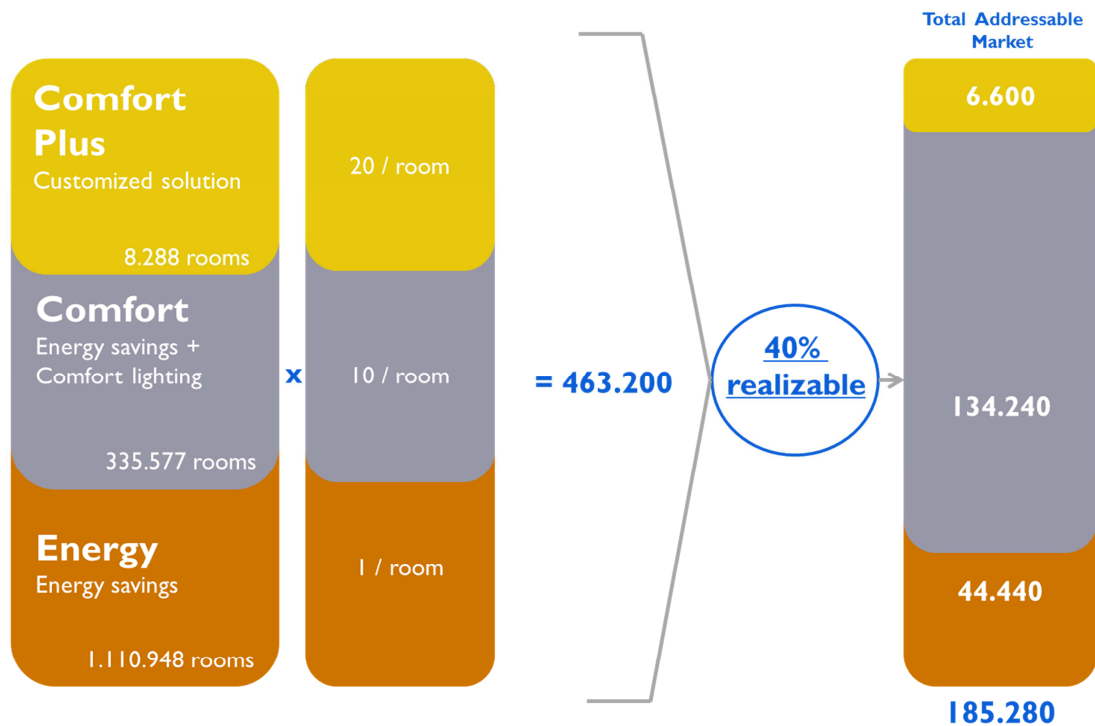 Comfort
Plus
Customized solution
8.288 rooms
Comfort
Energy savings +
Comfort lighting
335.577 rooms
Energy
Energy savings
1.110.948 rooms
x
20 / room
10 / room
1 / room
= 463.200
40%
realizable
Total Addressable
Market
6.600
134.240
44.440
185.280